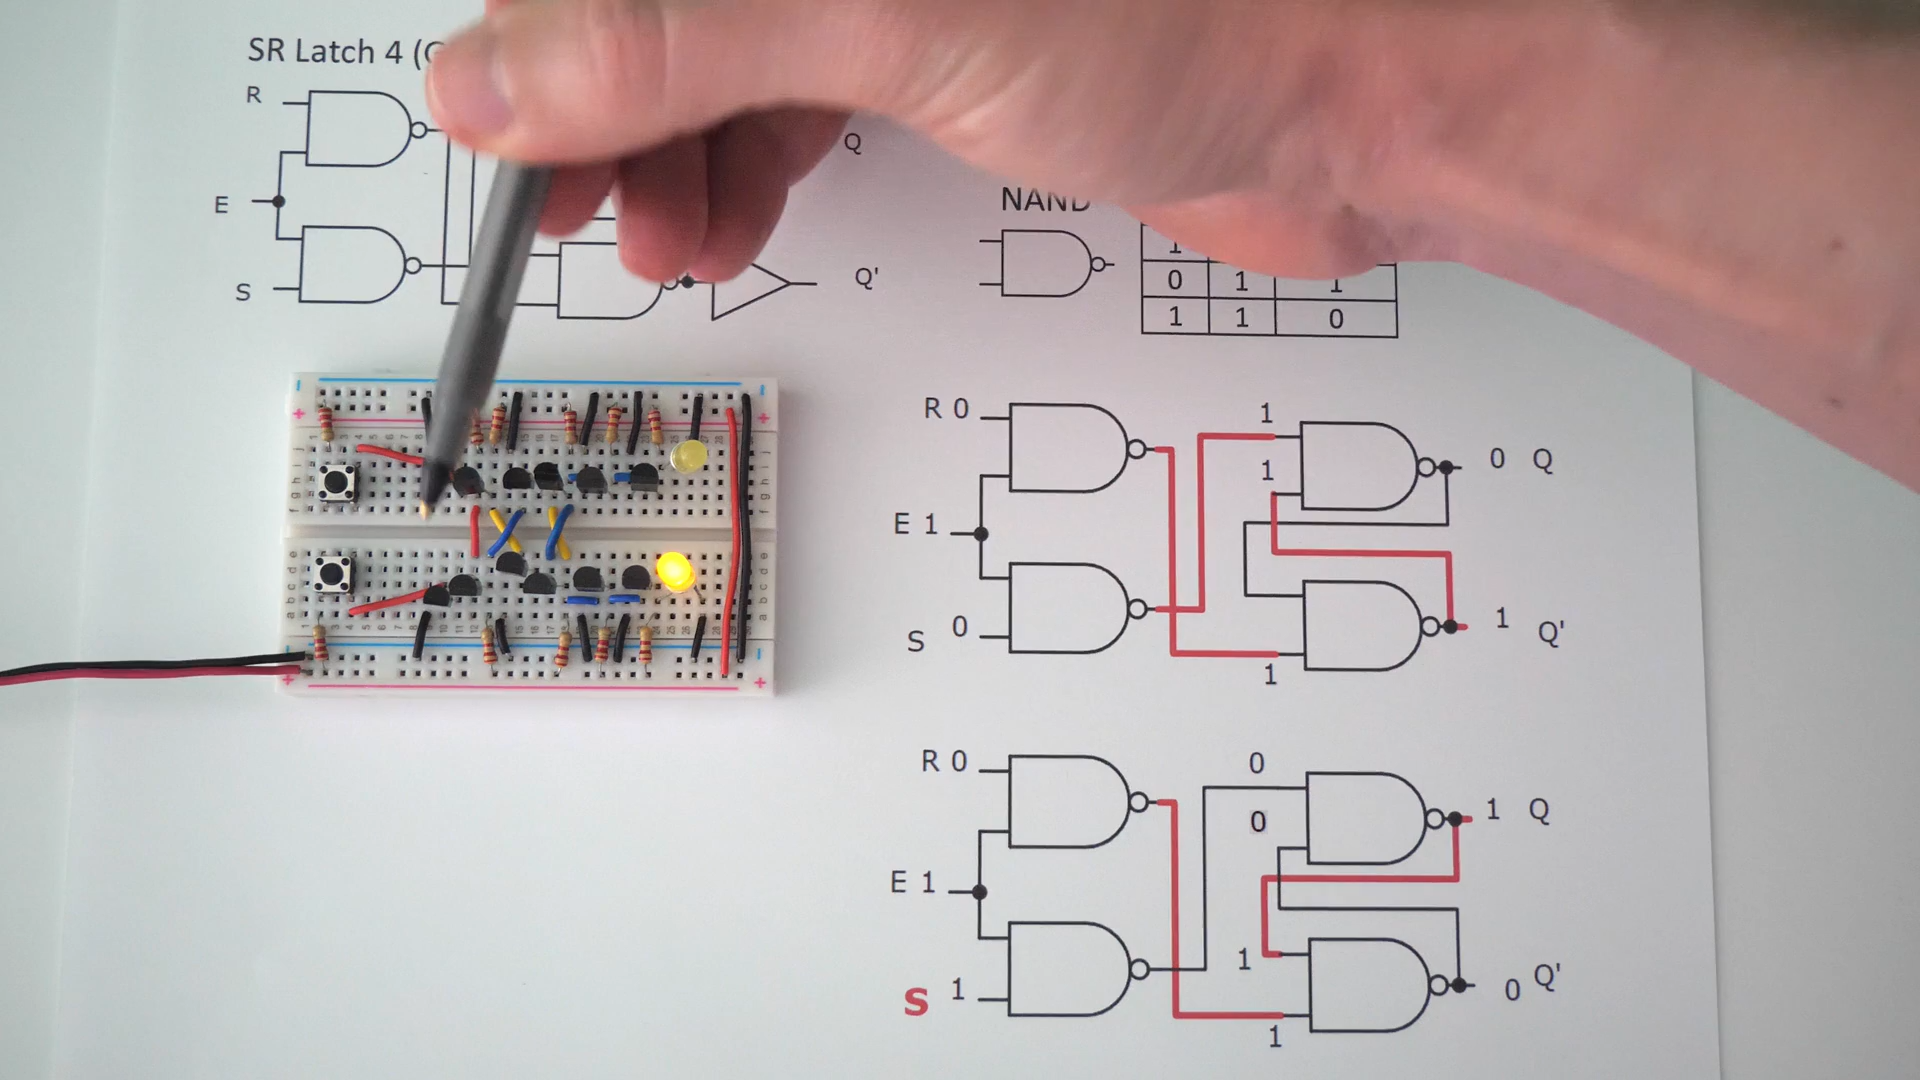 SR Latch 4 (
R
E
S
Q
Q'
NAND
0 1 1
1 1 0
R 0
E 1
S 0
1
1
1
0 Q
1 Q'
R 0
E 1
S 1
0
0
1
1
1 Q
0 Q'